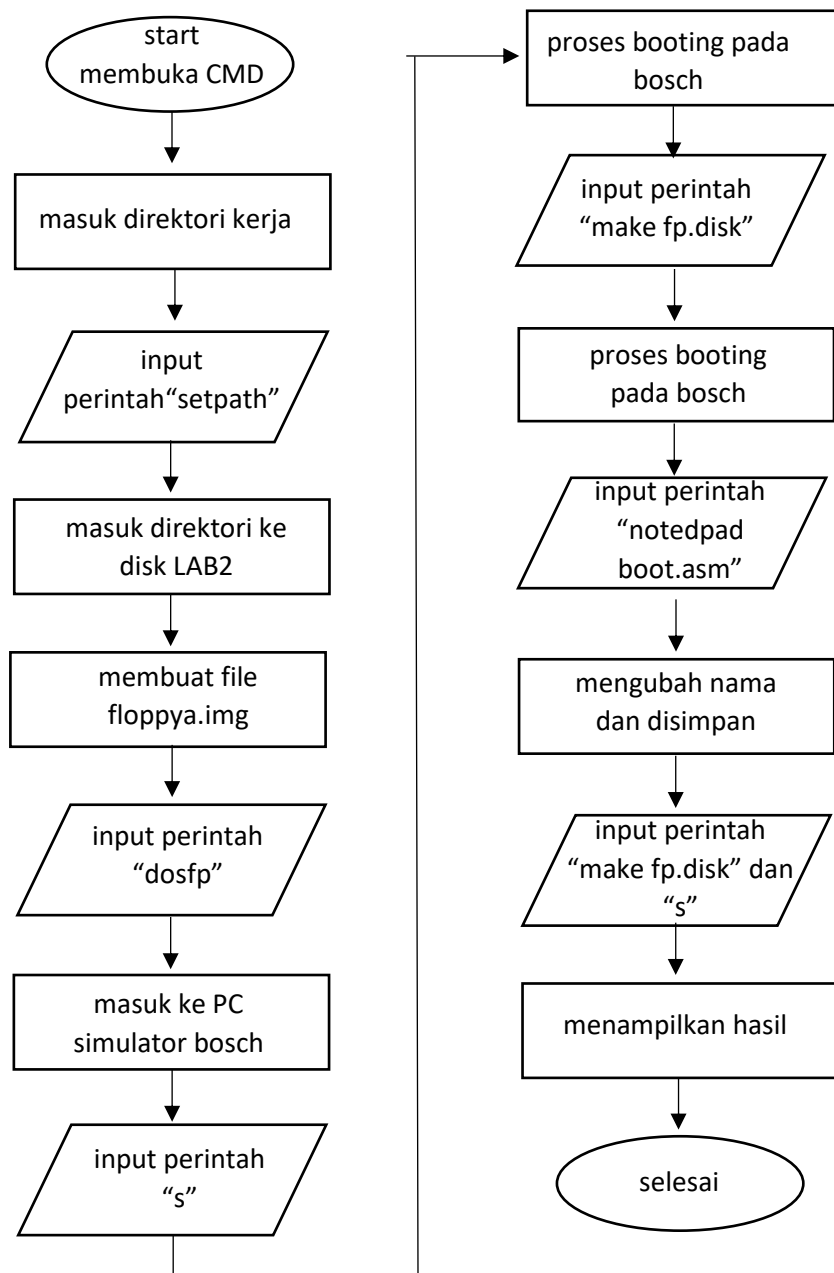 start
membuka CMD
masuk direktori kerja
input
perintah“setpath”
masuk direktori ke
disk LAB2
membuat file
floppya.img
input perintah
“dosfp”
masuk ke PC
simulator bosch
input perintah
“s”
proses booting pada
bosch
input perintah
“make fp.disk”
proses booting
pada bosch
input perintah
“notedpad
boot.asm”
mengubah nama
dan disimpan
input perintah
“make fp.disk” dan
“s”
menampilkan hasil
selesai